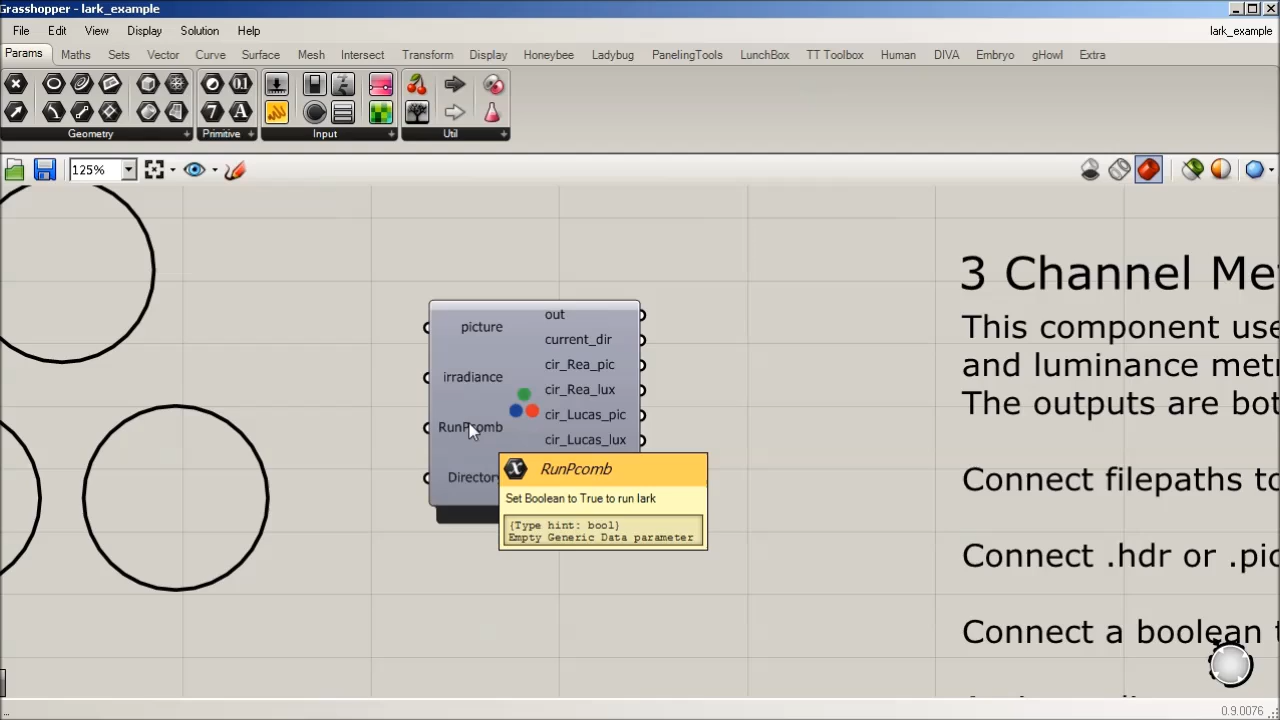 Grasshopper - lark_example
File Edit View Display Solution Help
lark_example
Params Maths Sets Vector Curve Surface Mesh Intersect Transform Display Honeybee Ladybug PanelingTools LunchBox TT Toolbox Human DIVA Embryo gHowl Extra
Geometry Primitive Input Util
125%
3 Channel Me
This component use
and luminance met
The outputs are bot
Connect filepaths to
Connect .hdr or .pic
Connect a boolean t
picture
irradiance
RunPcomb
Directory
out
current_dir
cir_Rea_pic
cir_Rea_lux
cir_Lucas_pic
cir_Lucas_lux
RunPcomb
Set Boolean to True to run lark
{Type hint: bool}
Empty Generic Data parameter
...
0.9.0076